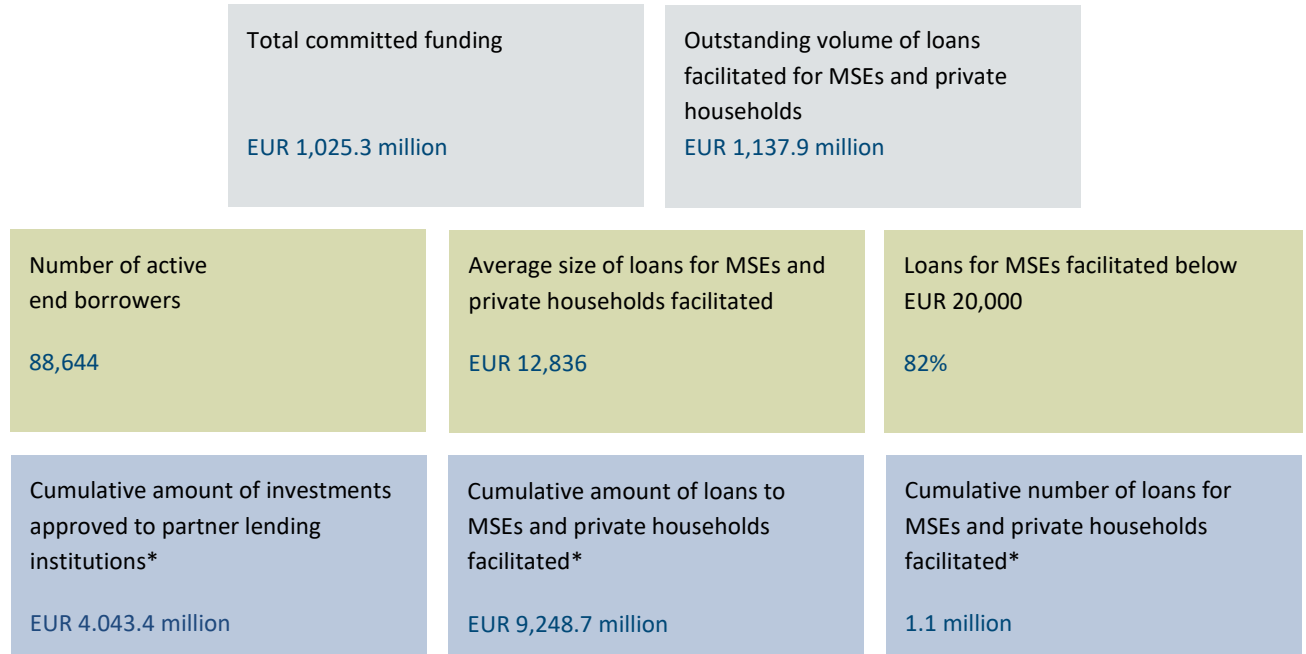 Total committed funding
EUR 1,025.3 million
Outstanding volume of loans
facilitated for MSEs and private
households
EUR 1,137.9 million
Number of active
end borrowers
88,644
Average size of loans for MSEs and
private households facilitated
EUR 12,836
Loans for MSEs facilitated below
EUR 20,000
82%
Cumulative amount of investments
approved to partner lending
institutions*
EUR 4.043.4 million
Cumulative amount of loans to
MSEs and private households
facilitated*
EUR 9,248.7 million
Cumulative number of loans for
MSEs and private households
facilitated*
1.1 million